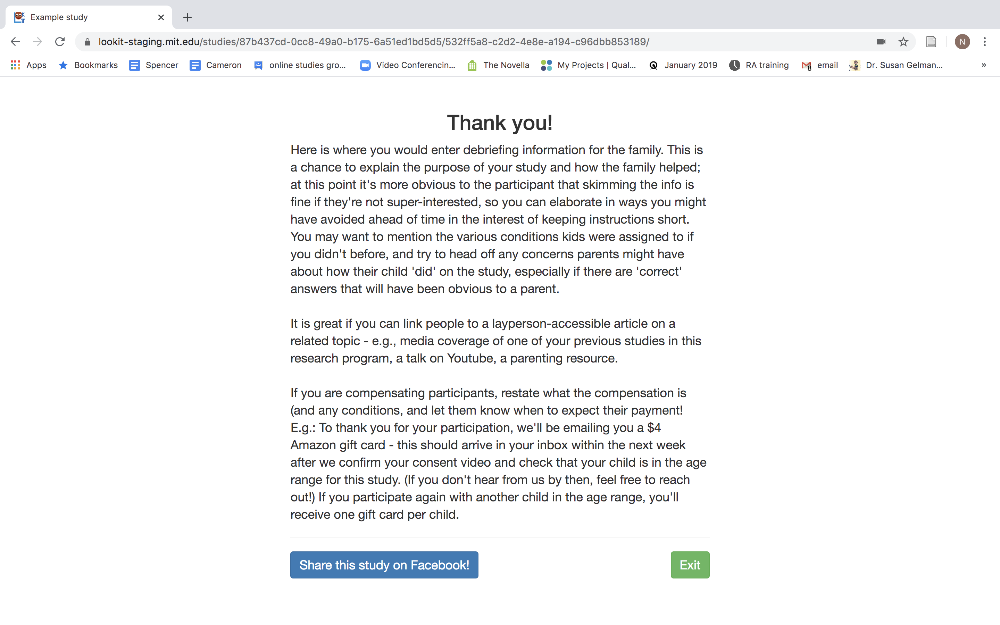 Example study
lookit-staging.mit.edu/studies/87b437cd-0cc8-49a0-b175-6a51ed1bd5d5/532ff5a8-c2d2-4e8e-a194-c96dbb853189/
N
Apps Bookmarks Spencer Cameron online studies gro... Video Conferencin... The Novella My Projects | Qual... January 2019 RA training 8 email Dr. Susan Gelman... »
Thank you!
Here is where you would enter debriefing information for the family. This is
a chance to explain the purpose of your study and how the family helped;
at this point it's more obvious to the participant that skimming the info is
fine if they're not super-interested, so you can elaborate in ways you might
have avoided ahead of time in the interest of keeping instructions short.
You may want to mention the various conditions kids were assigned to if
you didn't before, and try to head off any concerns parents might have
about how their child 'did' on the study, especially if there are 'correct'
answers that will have been obvious to a parent.
It is great if you can link people to a layperson-accessible article on a
related topic - e.g., media coverage of one of your previous studies in this
research program, a talk on Youtube, a parenting resource.
If you are compensating participants, restate what the compensation is
(and any conditions, and let them know when to expect their payment!
E.g.: To thank you for your participation, we'll be emailing you a $4
Amazon gift card - this should arrive in your inbox within the next week
after we confirm your consent video and check that your child is in the age
range for this study. (If you don't hear from us by then, feel free to reach
out!) If you participate again with another child in the age range, you'll
receive one gift card per child.
Share this study on Facebook! Exit